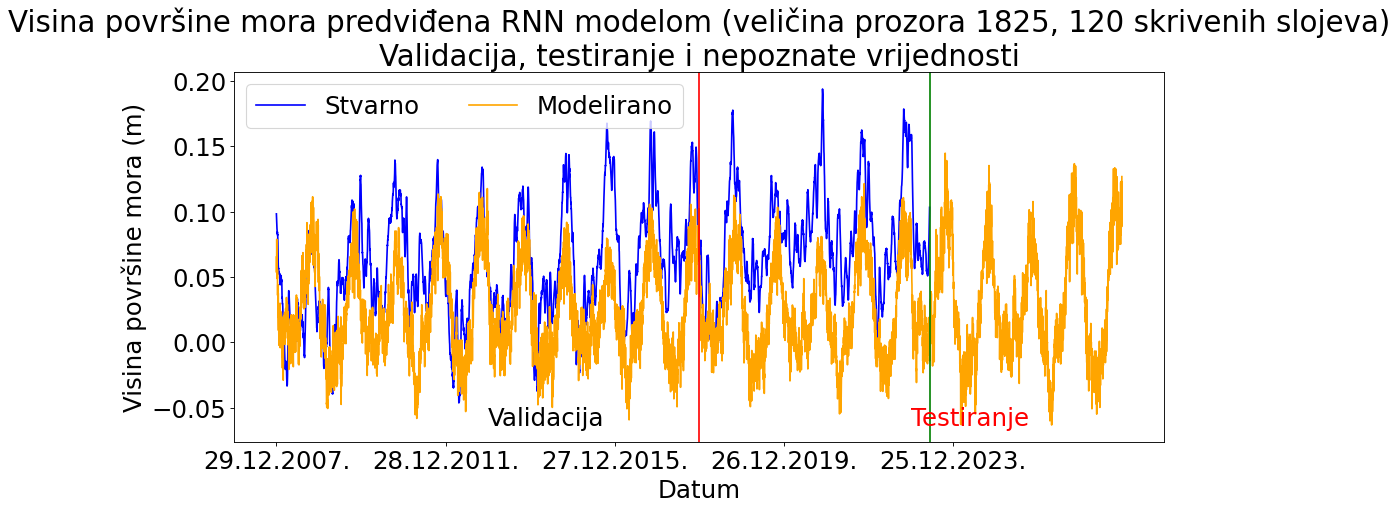 Visina površine mora predviđena RNN modelom (veličina prozora 1825, 120 skrivenih slojeva)
Validacija, testiranje i nepoznate vrijednosti
Stvarno
Modelirano
Visina površine mora (m)
0.20
0.15
0.10
0.05
0.00
−0.05
Validacija
Testiranje
29.12.2007.
28.12.2011.
27.12.2015.
26.12.2019.
25.12.2023.
Datum